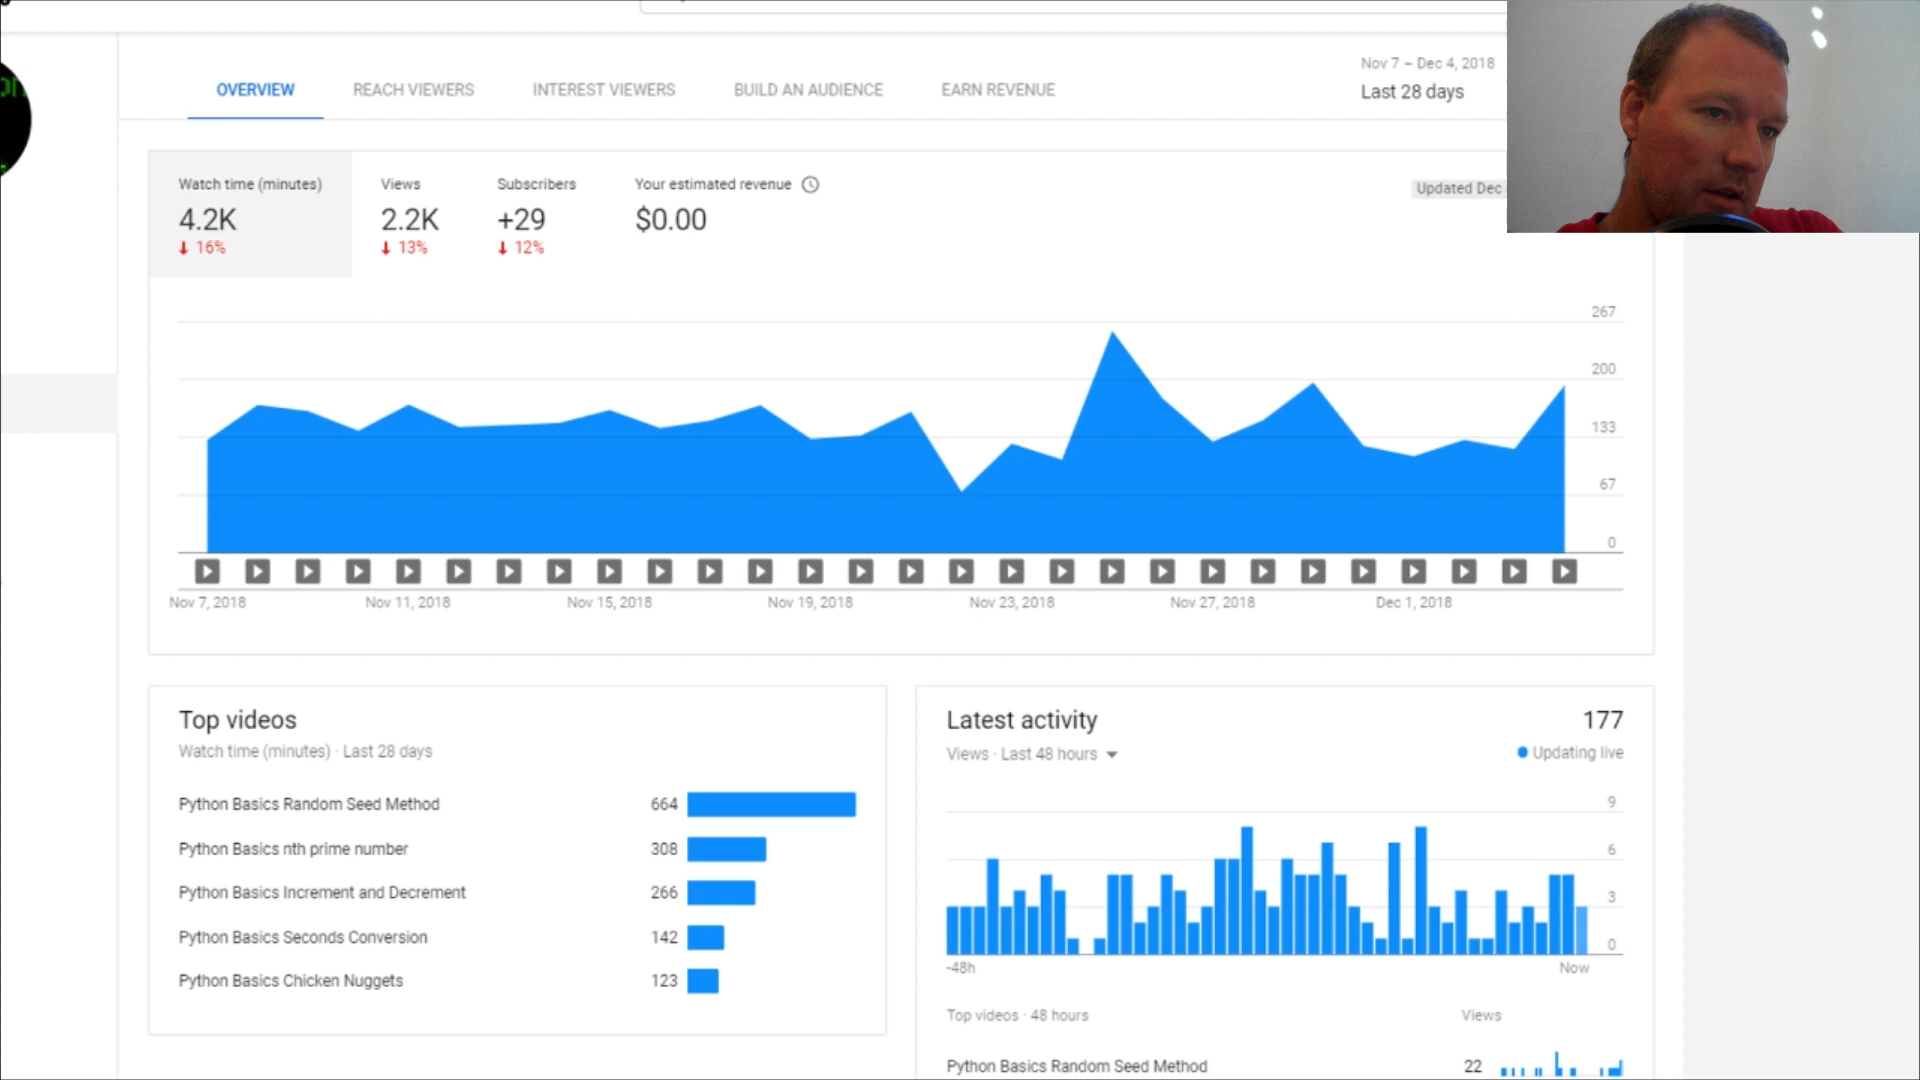 OVERVIEW REACH VIEWERS INTEREST VIEWERS BUILD AN AUDIENCE EARN REVENUE
Nov 7 – Dec 4, 2018
Last 28 days
Watch time (minutes) Views Subscribers Your estimated revenue
4.2K 2.2K +29 $0.00
16% 13% 12%
Updated Dec
267
200
133
67
0
Nov 7, 2018 Nov 11, 2018 Nov 15, 2018 Nov 19, 2018 Nov 23, 2018 Nov 27, 2018 Dec 1, 2018
Top videos
Watch time (minutes) · Last 28 days
Python Basics Random Seed Method 664
Python Basics nth prime number 308
Python Basics Increment and Decrement 266
Python Basics Seconds Conversion 142
Python Basics Chicken Nuggets 123
Latest activity 177
Views · Last 48 hours Updating live
9
6
3
0
-48h Now
Top videos · 48 hours Views
Python Basics Random Seed Method 22